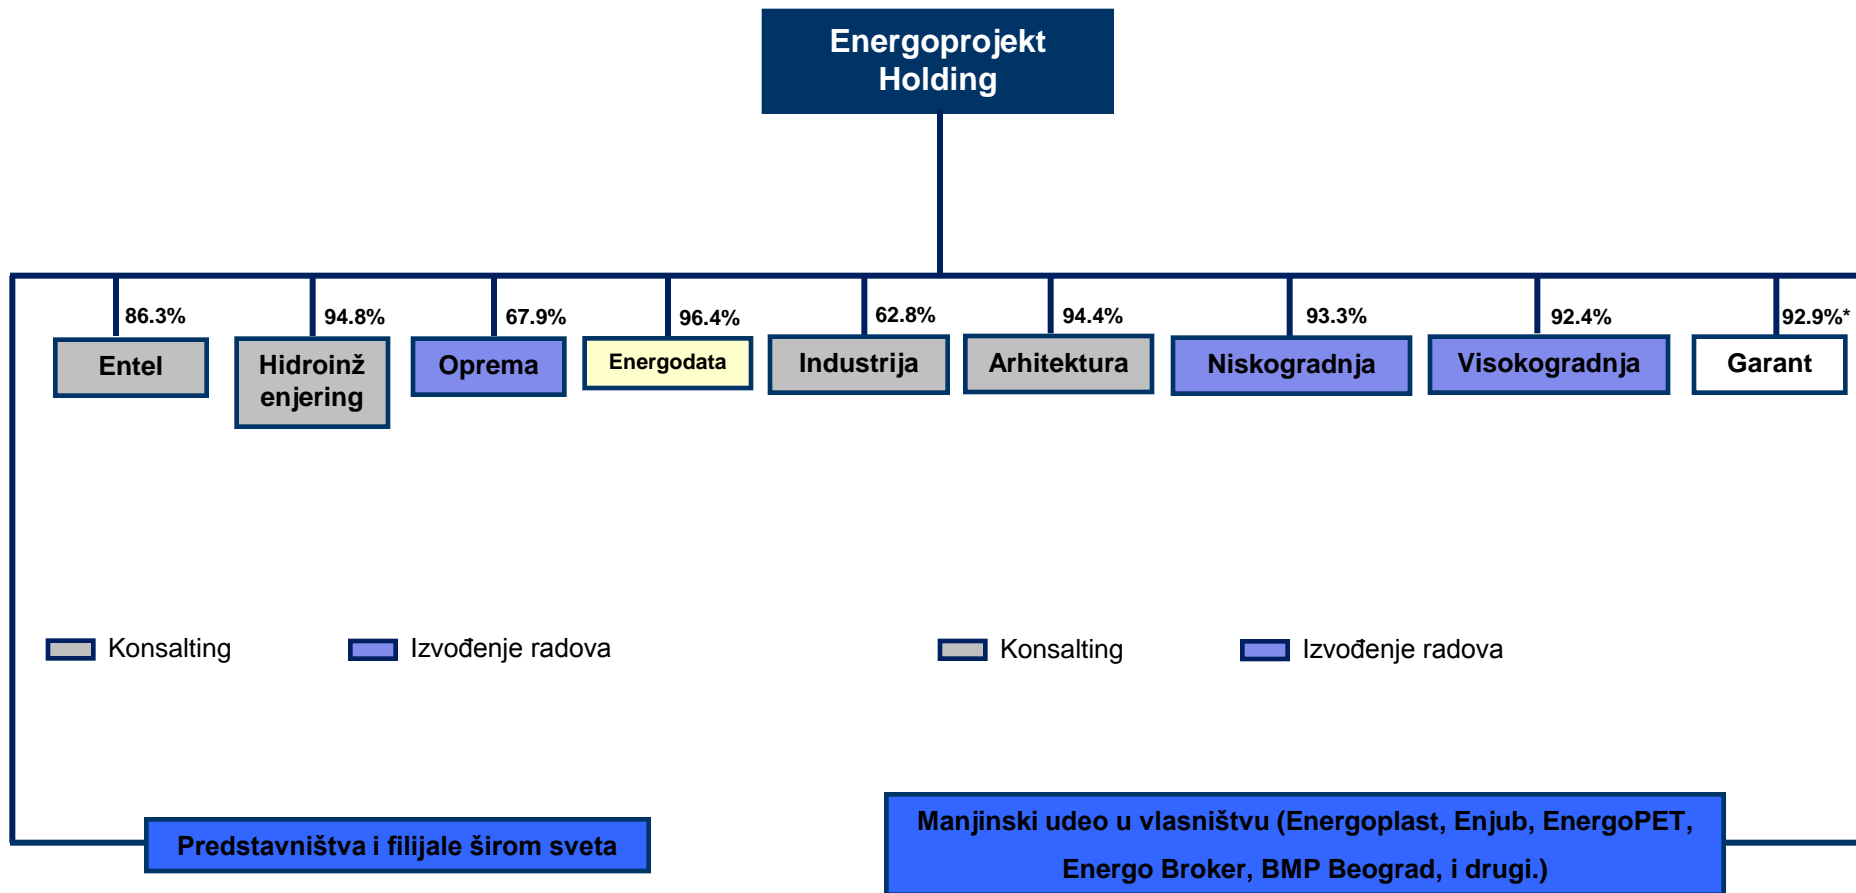 Energoprojekt
Holding
86.3%
94.8%
67.9%
96.4%
62.8%
94.4%
93.3%
92.4%
92.9%*
Entel
Hidroinž
enjering
Oprema
Energodata
Industrija
Arhitektura
Niskogradnja
Visokogradnja
Garant
Konsalting
Izvođenje radova
Konsalting
Izvođenje radova
Predstavništva i filijale širom sveta
Manjinski udeo u vlasništvu (Energoplast, Enjub, EnergoPET,
Energo Broker, BMP Beograd, i drugi.)